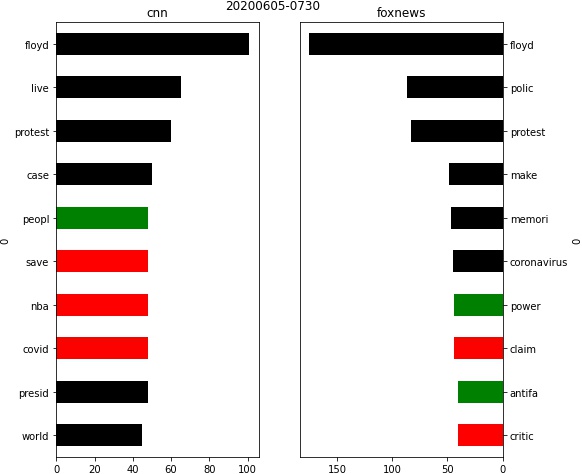 20200605-0730
cnn
foxnews
floyd
live
protest
case
peopl
save
nba
covid
presid
world
0
0 20 40 60 80 100
floyd
polic
protest
make
memori
coronavirus
power
claim
antifa
critic
0
150 100 50 0